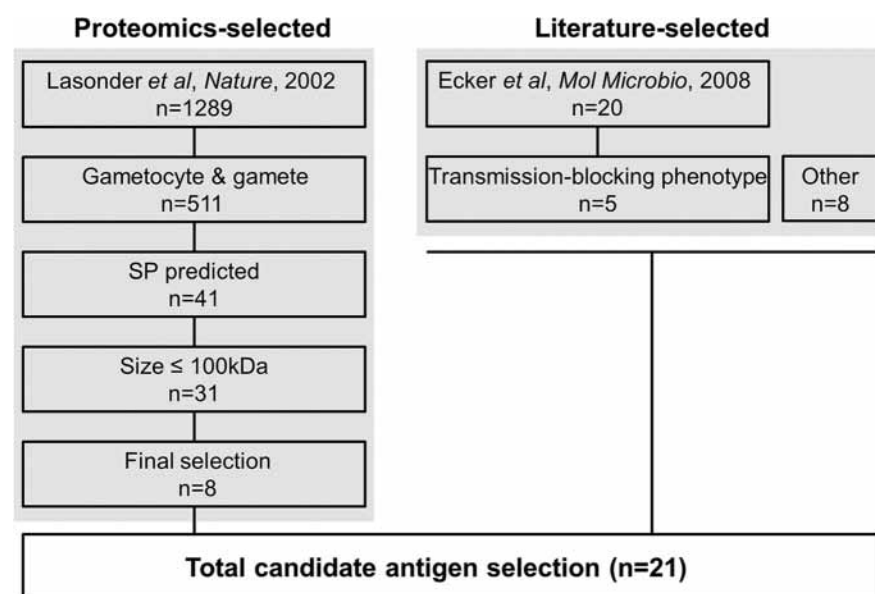 Proteomics-selected
Lasonder et al, Nature, 2002
n=1289
Gametocyte & gamete
n=511
SP predicted
n=41
Size ≤ 100kDa
n=31
Final selection
n=8
Literature-selected
Ecker et al, Mol Microbio, 2008
n=20
Transmission-blocking phenotype
n=5
Other
n=8
Total candidate antigen selection (n=21)